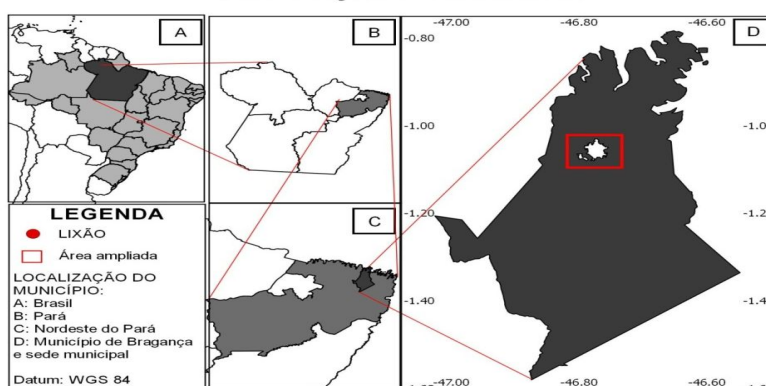 A
B
-47.00
-46.80
-46.60
D
-0.80
-1.00
-1.0
-1.20
-1.2
-1.40
-1.4
-47.00
-46.80
-46.60
C
LEGENDA
LIXÃO
Área ampliada
LOCALIZAÇÃO DO
MUNICÍPIO:
A: Brasil
B: Pará
C: Nordeste do Pará
D: Município de Bragança
e sede municipal
Datum: WGS 84